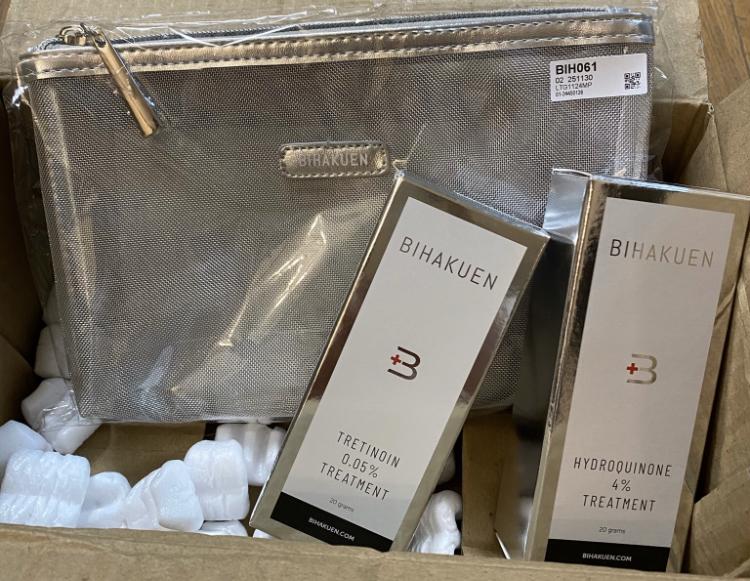 BIH061
02 251130
LTG1124MP
BIHAKUEN
BIHAKUEN
TRETINOIN
0.05%
TREATMENT
20 grams
BIHAKUEN.COM
BIHAKUEN
HYDROQUINONE
4%
TREATMENT
20 grams
BIHAKUEN.COM